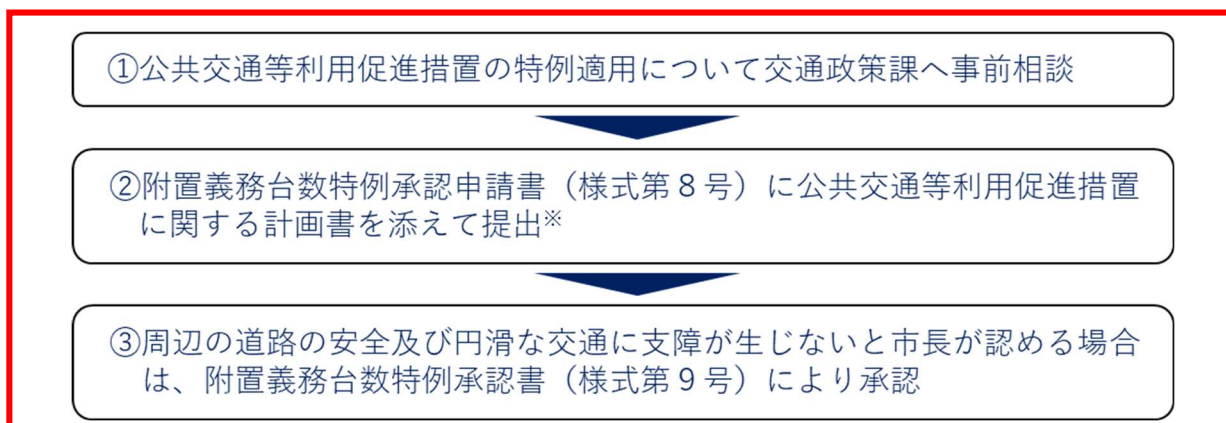 ①公共交通等利用促進措置の特例適用について交通政策課へ事前相談
②附置義務台数特例承認申請書（様式第８号）に公共交通等利用促進措置
に関する計画書を添えて提出※
③周辺の道路の安全及び円滑な交通に支障が生じないと市長が認める場合
は、附置義務台数特例承認書（様式第９号）により承認